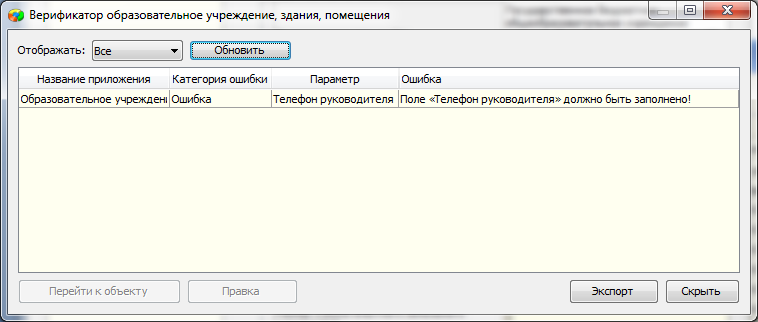 Верификатор образовательное учреждение, здания, помещения
Отображать: Все Обновить
Название приложения Категория ошибки Параметр Ошибка
Образовательное учрежден Ошибка Телефон руководителя Поле «Телефон руководителя» должно быть заполнено!
Перейти к объекту Правка Экспорт Скрыть